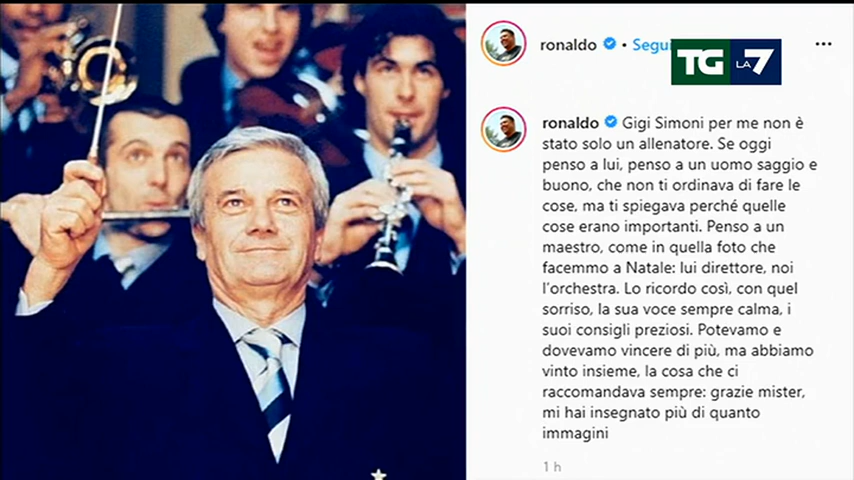 ronaldo • Segui
TG LA 7
ronaldo Gigi Simoni per me non è
stato solo un allenatore. Se oggi
penso a lui, penso a un uomo saggio e
buono, che non ti ordinava di fare le
cose, ma ti spiegava perché quelle
cose erano importanti. Penso a un
maestro, come in quella foto che
facemmo a Natale: lui direttore, noi
l'orchestra. Lo ricordo così, con quel
sorriso, la sua voce sempre calma, i
suoi consigli preziosi. Potevamo e
dovevamo vincere di più, ma abbiamo
vinto insieme, la cosa che ci
raccomandava sempre: grazie mister,
mi hai insegnato più di quanto
immagini
1 h